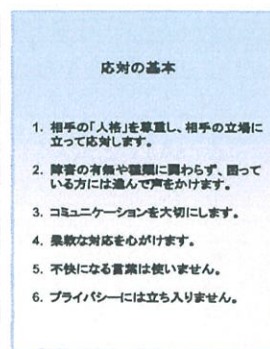 応対の基本
1. 相手の「人格」を尊重し、相手の立場に
立って応対します。
2. 障害の有無や種類に関わらず、困って
いる方には進んで声をかけます。
3. コミュニケーションを大切にします。
4. 柔軟な対応を心がけます。
5. 不快になる言葉は使いません。
6. プライバシーには立ち入りません。